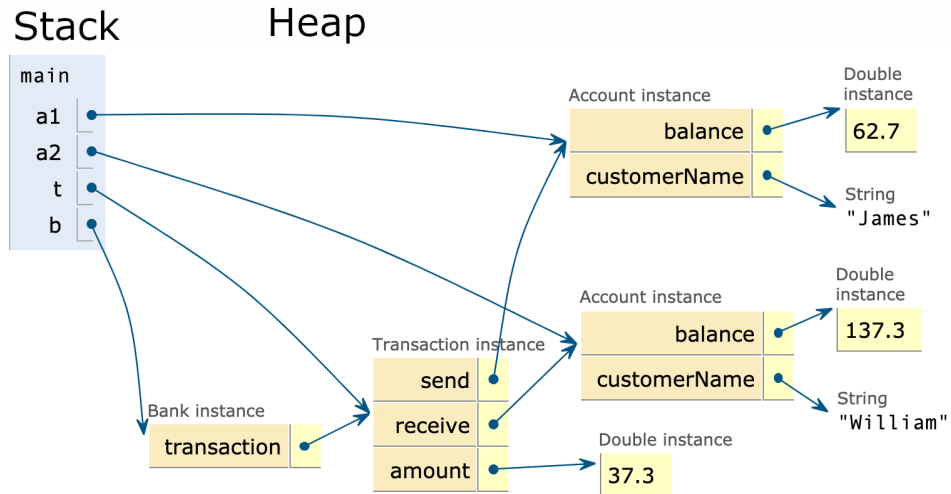 Stack
Heap
main
a1
a2
t
b
Account instance
balance
customerName
Double
instance
62.7
String
"James"
Account instance
balance
customerName
Double
instance
137.3
String
"William"
Transaction instance
send
receive
amount
Bank instance
transaction
Double instance
37.3